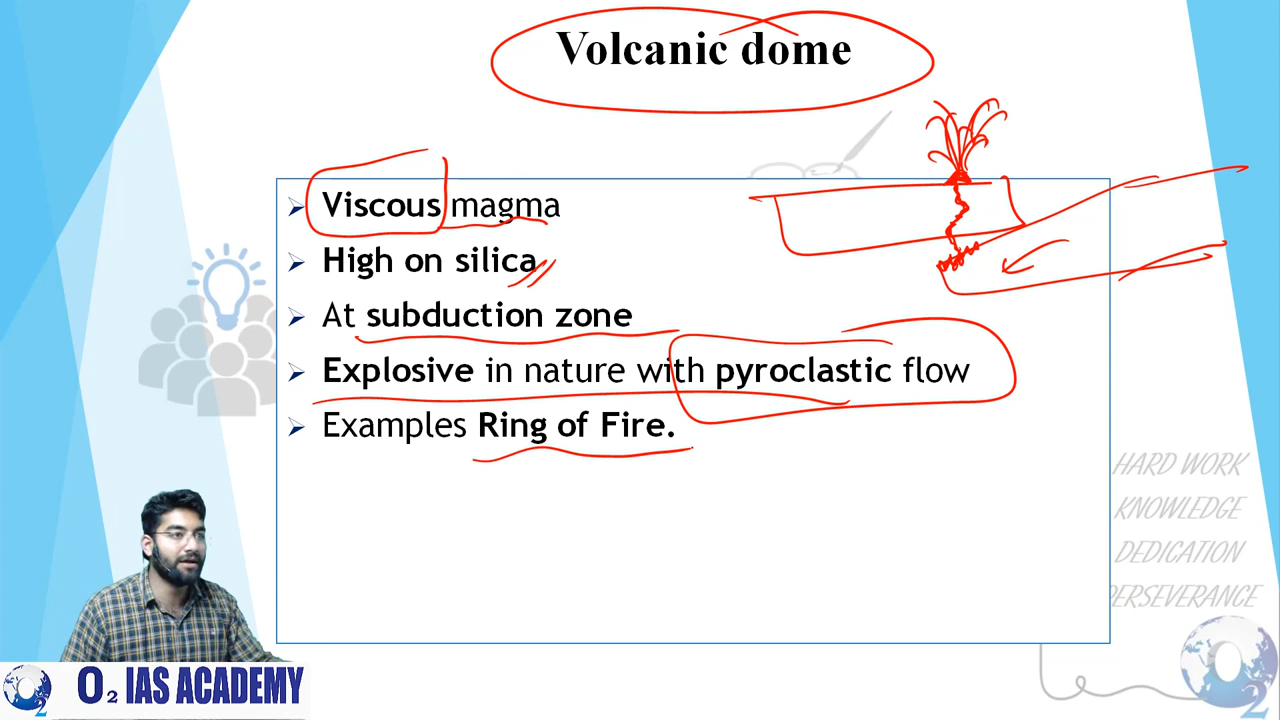 Volcanic dome
Viscous magma
High on silica
At subduction zone
Explosive in nature with pyroclastic flow
Examples Ring of Fire.
HARD WORK
KNOWLEDGE
DEDICATION
PERSEVERANCE
O2 IAS ACADEMY
O2